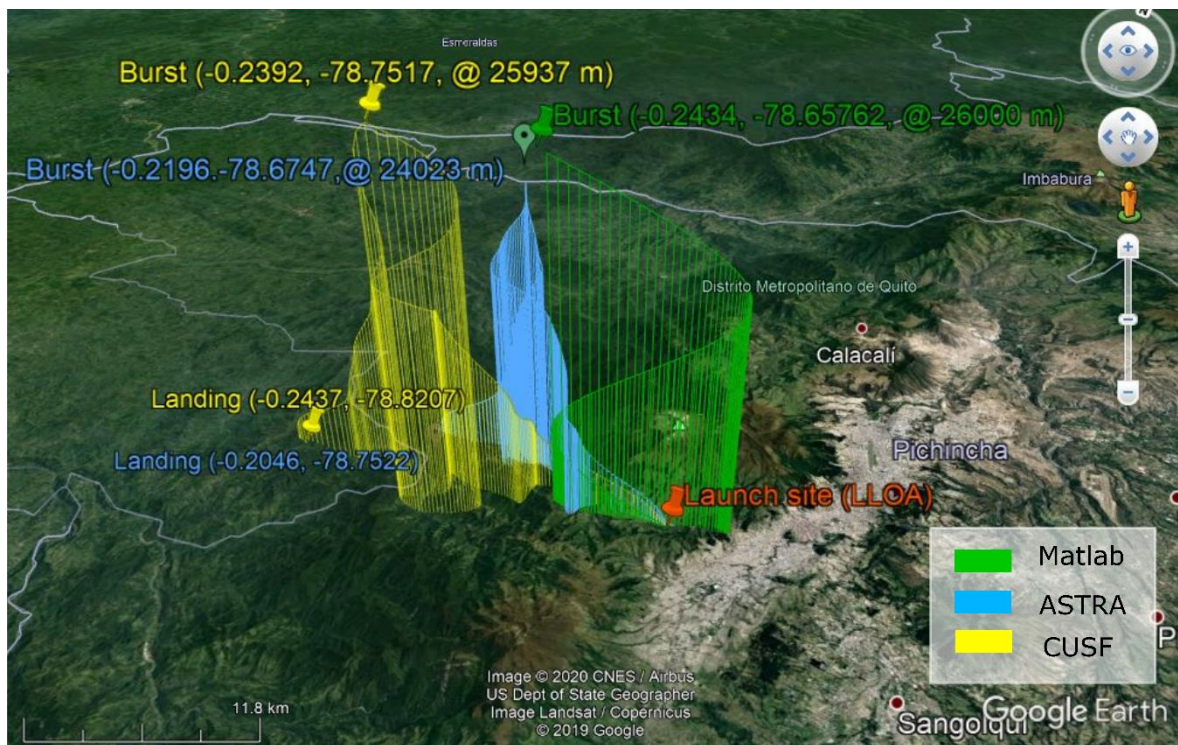 Esmeraldas
Burst (-0.2392, -78.7517, @ 25937 m)
Burst (-0.2434, -78.65762, @ 26000 m)
Burst (-0.2196.-78.6747,@ 24023 m)
Imbabura
Distrito Metropolitano de Quito
Calacalí
Landing (-0.2437, -78.8207)
Landing (-0.2046, -78.7522)
Pichincha
Launch site (LLOA)
Matlab
ASTRA
CUSF
P
Image © 2020 CNES / Airbus
US Dept of State Geographer
Image Landsat / Copernicus
© 2019 Google
11.8 km
Sangolquí
Google Earth